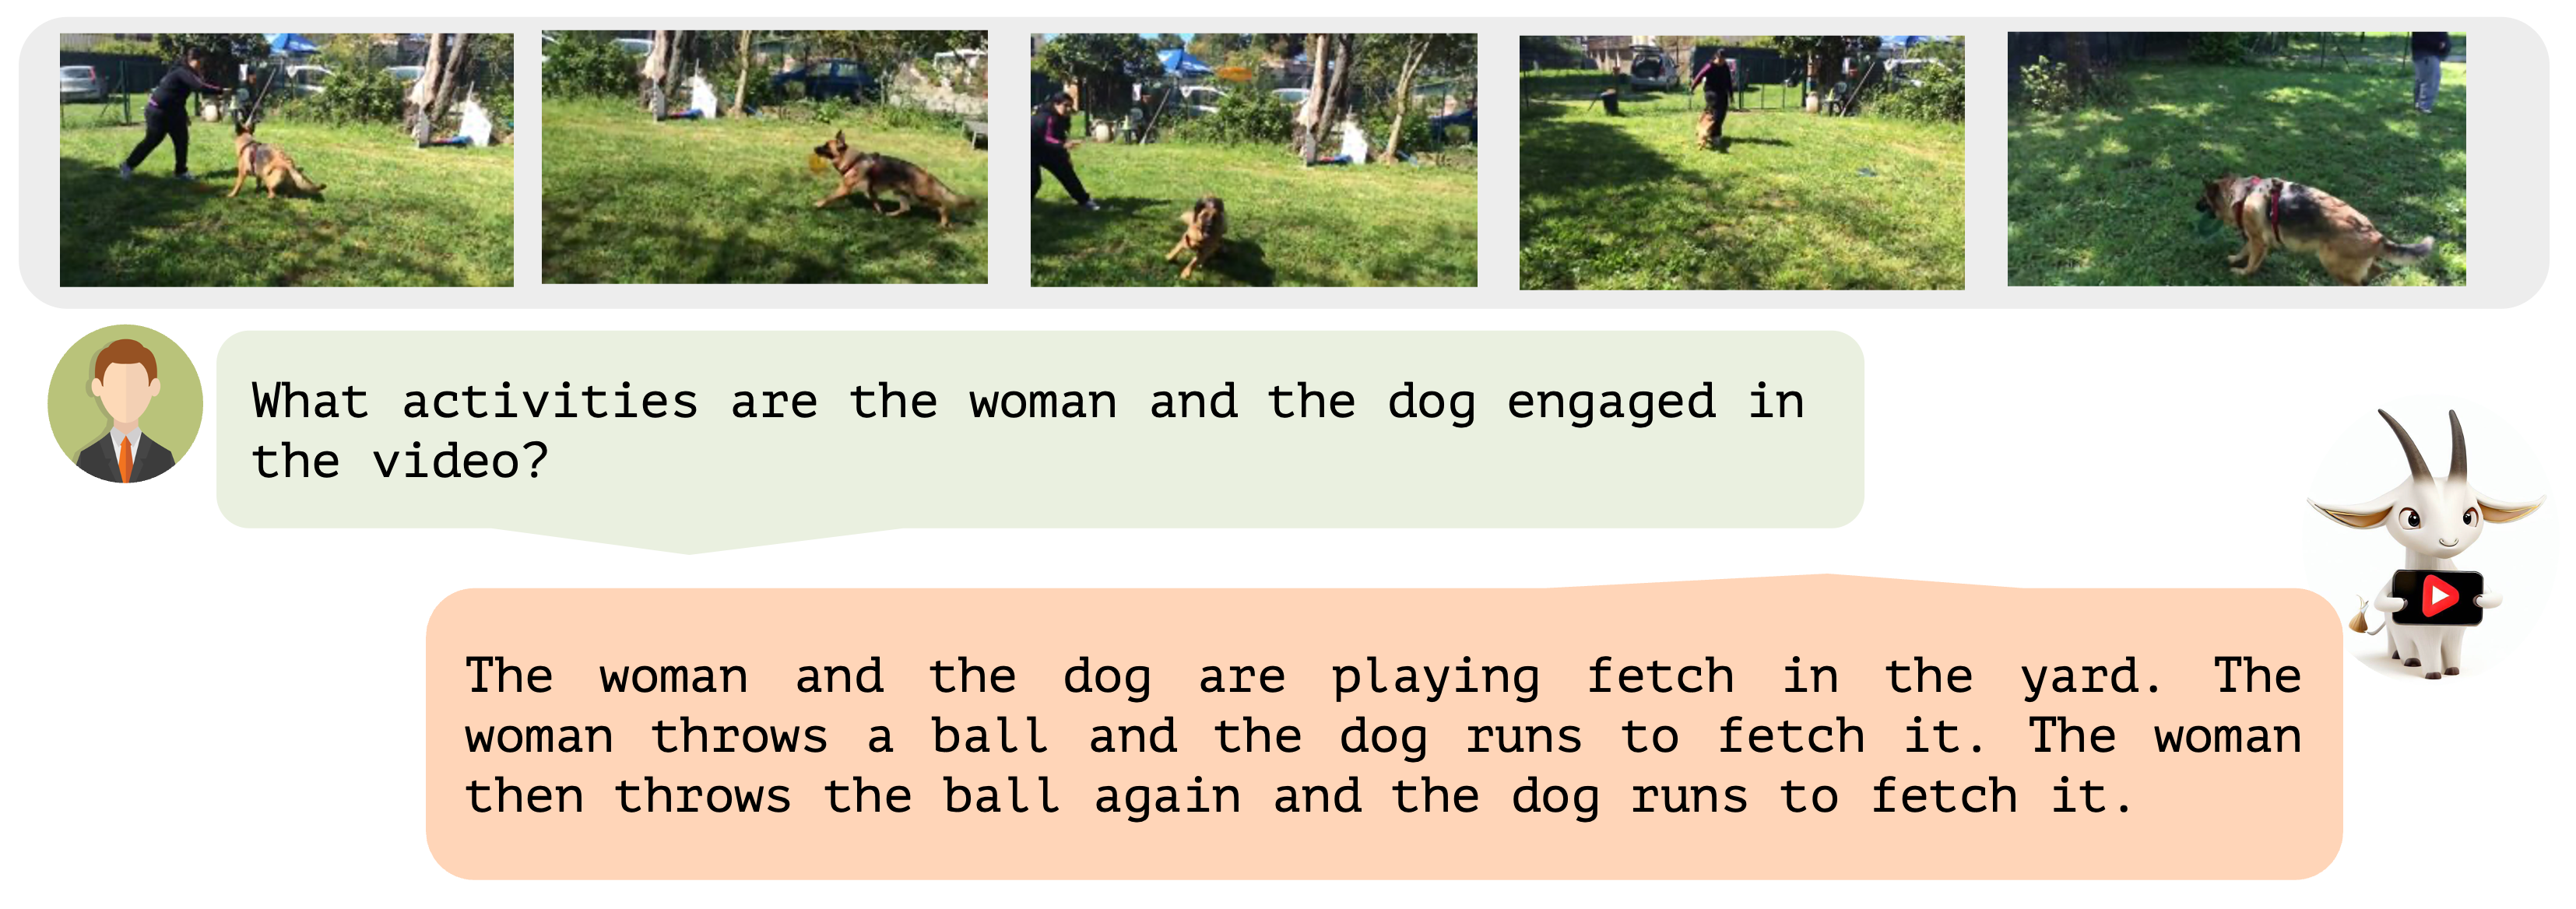 What activities are the woman and the dog engaged in
the video?
The woman and the dog are playing fetch in the yard. The
woman throws a ball and the dog runs to fetch it. The woman
then throws the ball again and the dog runs to fetch it.